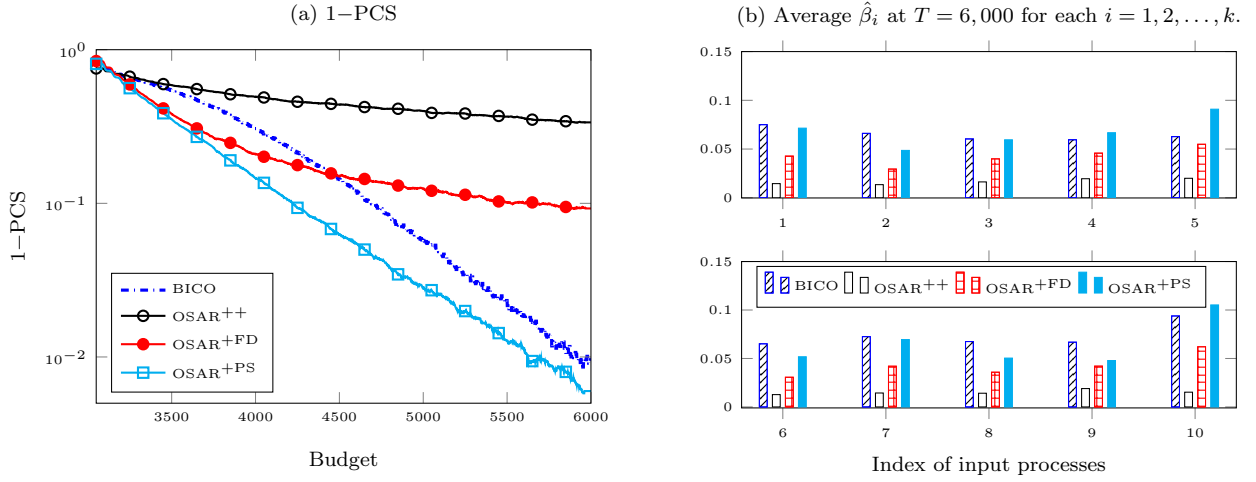 (a) 1−PCS
10⁰
10⁻¹
10⁻²
1−PCS
BICO
OSAR⁺⁺
OSAR⁺ᶠᴰ
OSAR⁺ᴾˢ
3500 4000 4500 5000 5500 6000
Budget
(b) Average β̂ᵢ at T = 6,000 for each i = 1, 2, . . . , k.
0.15
0.1
0.05
0
1 2 3 4 5
0.15
0.1
0.05
0
BICO OSAR⁺⁺ OSAR⁺ᶠᴰ OSAR⁺ᴾˢ
6 7 8 9 10
Index of input processes